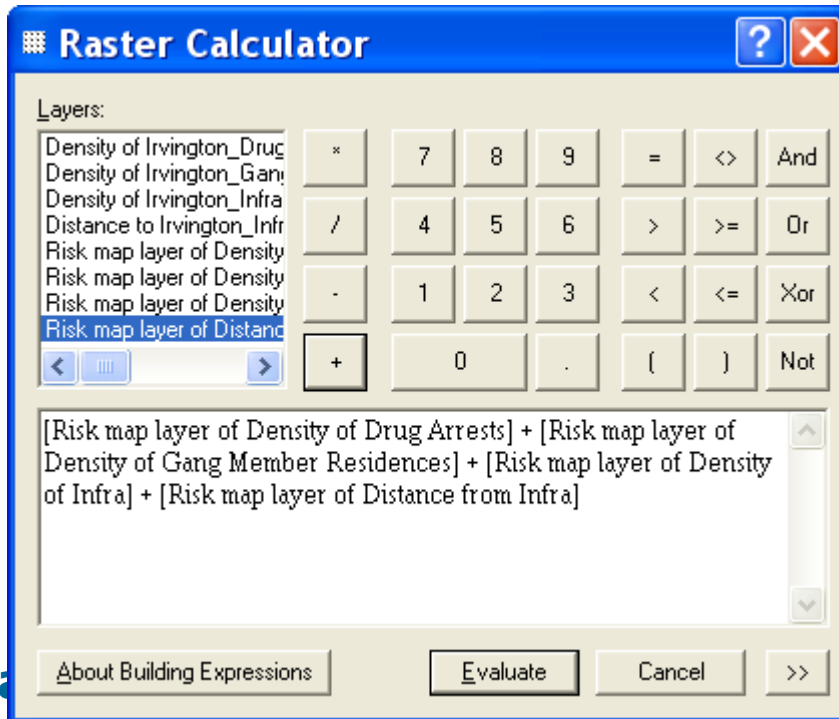 Raster Calculator ?
Layers:
Density of Irvington_Drug
Density of Irvington_Gang
Density of Irvington_Infra
Distance to Irvington_Infr
Risk map layer of Density
Risk map layer of Density
Risk map layer of Density
Risk map layer of Distanc
* 7 8 9 = <> And
/ 4 5 6 > >= Or
- 1 2 3 < <= Xor
+ 0 . ( ) Not
[Risk map layer of Density of Drug Arrests] + [Risk map layer of
Density of Gang Member Residences] + [Risk map layer of Density
of Infra] + [Risk map layer of Distance from Infra]
About Building Expressions Evaluate Cancel >>